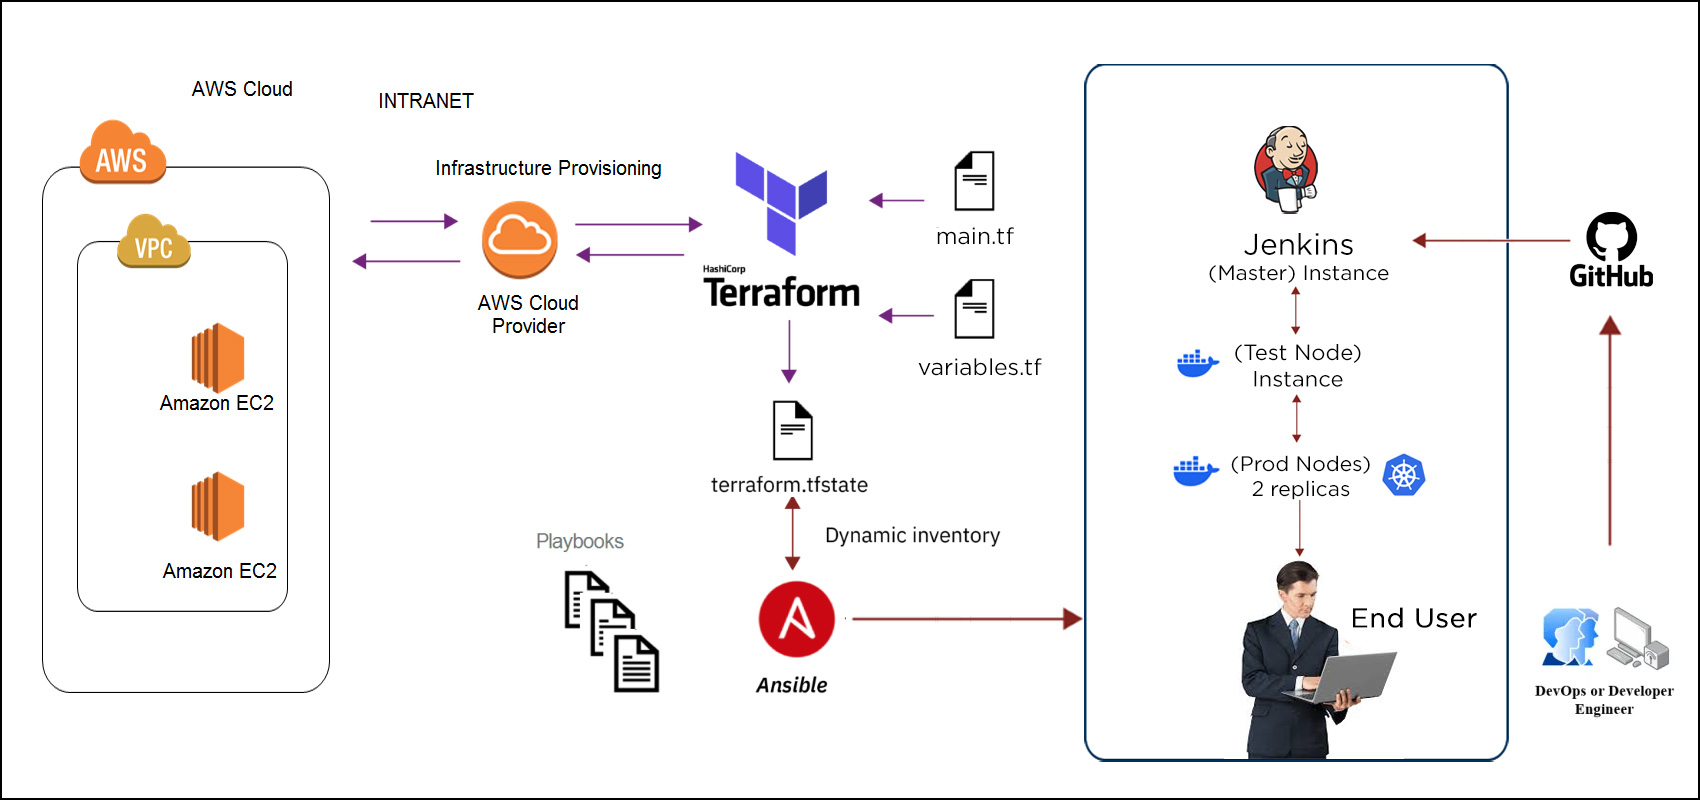 AWS Cloud
INTRANET
AWS
VPC
Amazon EC2
Amazon EC2
Infrastructure Provisioning
AWS Cloud
Provider
HashiCorp
Terraform
main.tf
variables.tf
terraform.tfstate
Dynamic inventory
Playbooks
Ansible
Jenkins
(Master) Instance
(Test Node)
Instance
(Prod Nodes)
2 replicas
End User
GitHub
DevOps or Developer
Engineer